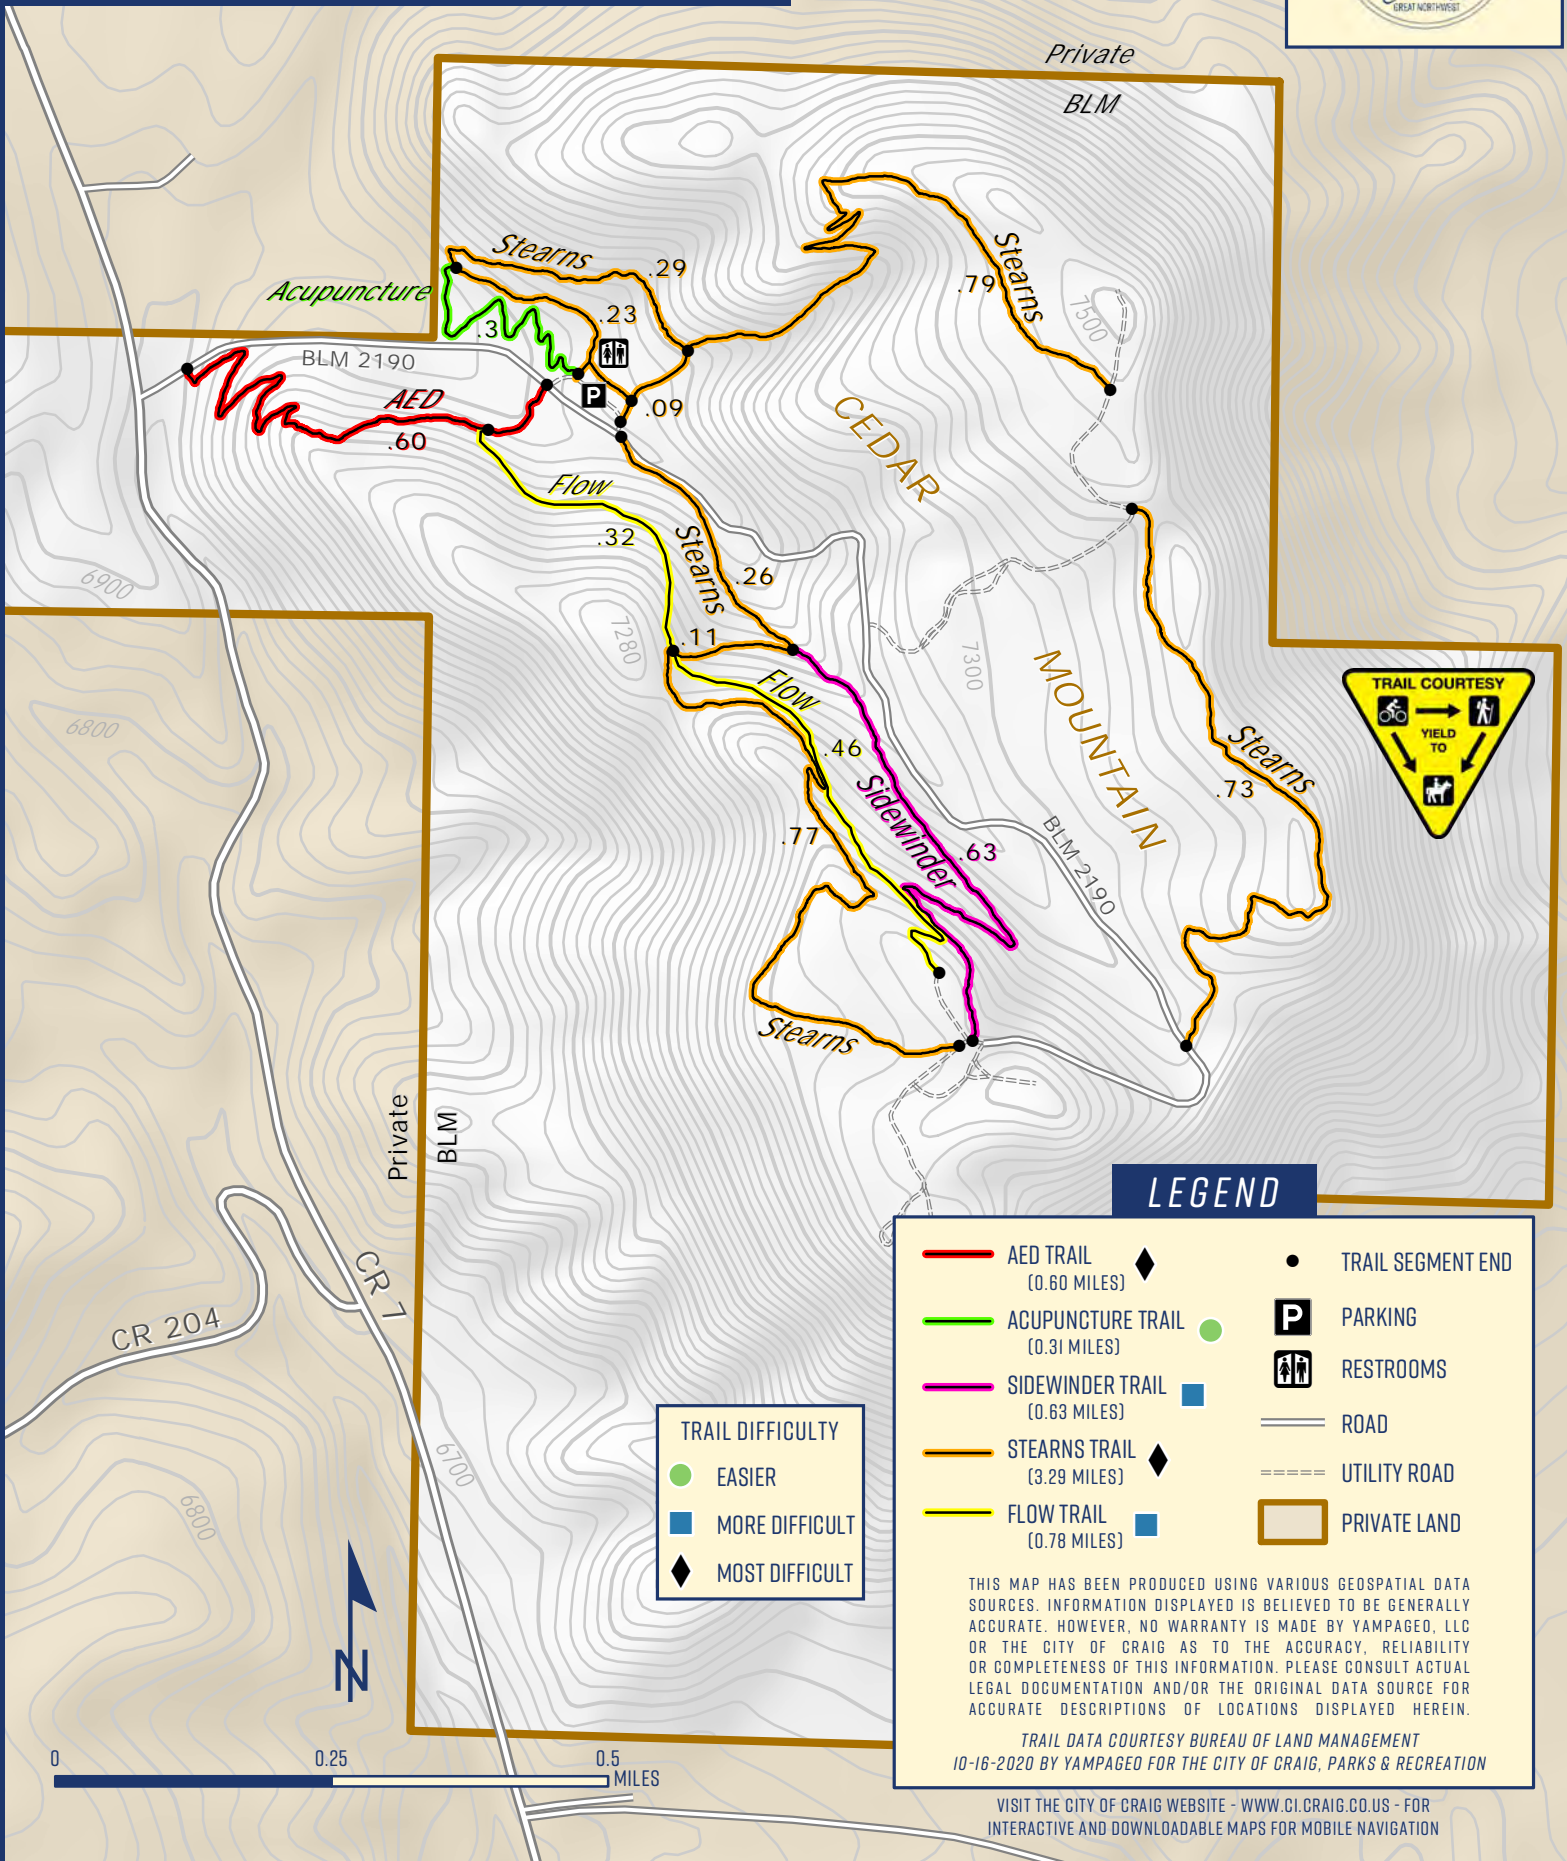 GREAT NORTHWEST
Private
BLM
Stearns
.29
Acupuncture
.23
.3
.79
Stearns
7500
BLM 2190
AED
.60
P
.09
CEDAR
Flow
.32
Stearns
.26
6900
7280
.11
7300
Flow
MOUNTAIN
TRAIL COURTESY
YIELD
TO
6800
.46
Stearns
.73
Sidewinder
.77
.63
BLM 2190
Stearns
Private
BLM
CR 7
CR 204
6700
6800
LEGEND
AED TRAIL
(0.60 MILES)
ACUPUNCTURE TRAIL
(0.31 MILES)
SIDEWINDER TRAIL
(0.63 MILES)
STEARNS TRAIL
(3.29 MILES)
FLOW TRAIL
(0.78 MILES)
TRAIL SEGMENT END
P PARKING
RESTROOMS
ROAD
UTILITY ROAD
PRIVATE LAND
TRAIL DIFFICULTY
EASIER
MORE DIFFICULT
MOST DIFFICULT
THIS MAP HAS BEEN PRODUCED USING VARIOUS GEOSPATIAL DATA
SOURCES. INFORMATION DISPLAYED IS BELIEVED TO BE GENERALLY
ACCURATE. HOWEVER, NO WARRANTY IS MADE BY YAMPAGEO, LLC
OR THE CITY OF CRAIG AS TO THE ACCURACY, RELIABILITY
OR COMPLETENESS OF THIS INFORMATION. PLEASE CONSULT ACTUAL
LEGAL DOCUMENTATION AND/OR THE ORIGINAL DATA SOURCE FOR
ACCURATE DESCRIPTIONS OF LOCATIONS DISPLAYED HEREIN.
TRAIL DATA COURTESY BUREAU OF LAND MANAGEMENT
10-16-2020 BY YAMPAGEO FOR THE CITY OF CRAIG, PARKS & RECREATION
N
0 0.25 0.5
MILES
VISIT THE CITY OF CRAIG WEBSITE - WWW.CI.CRAIG.CO.US - FOR
INTERACTIVE AND DOWNLOADABLE MAPS FOR MOBILE NAVIGATION